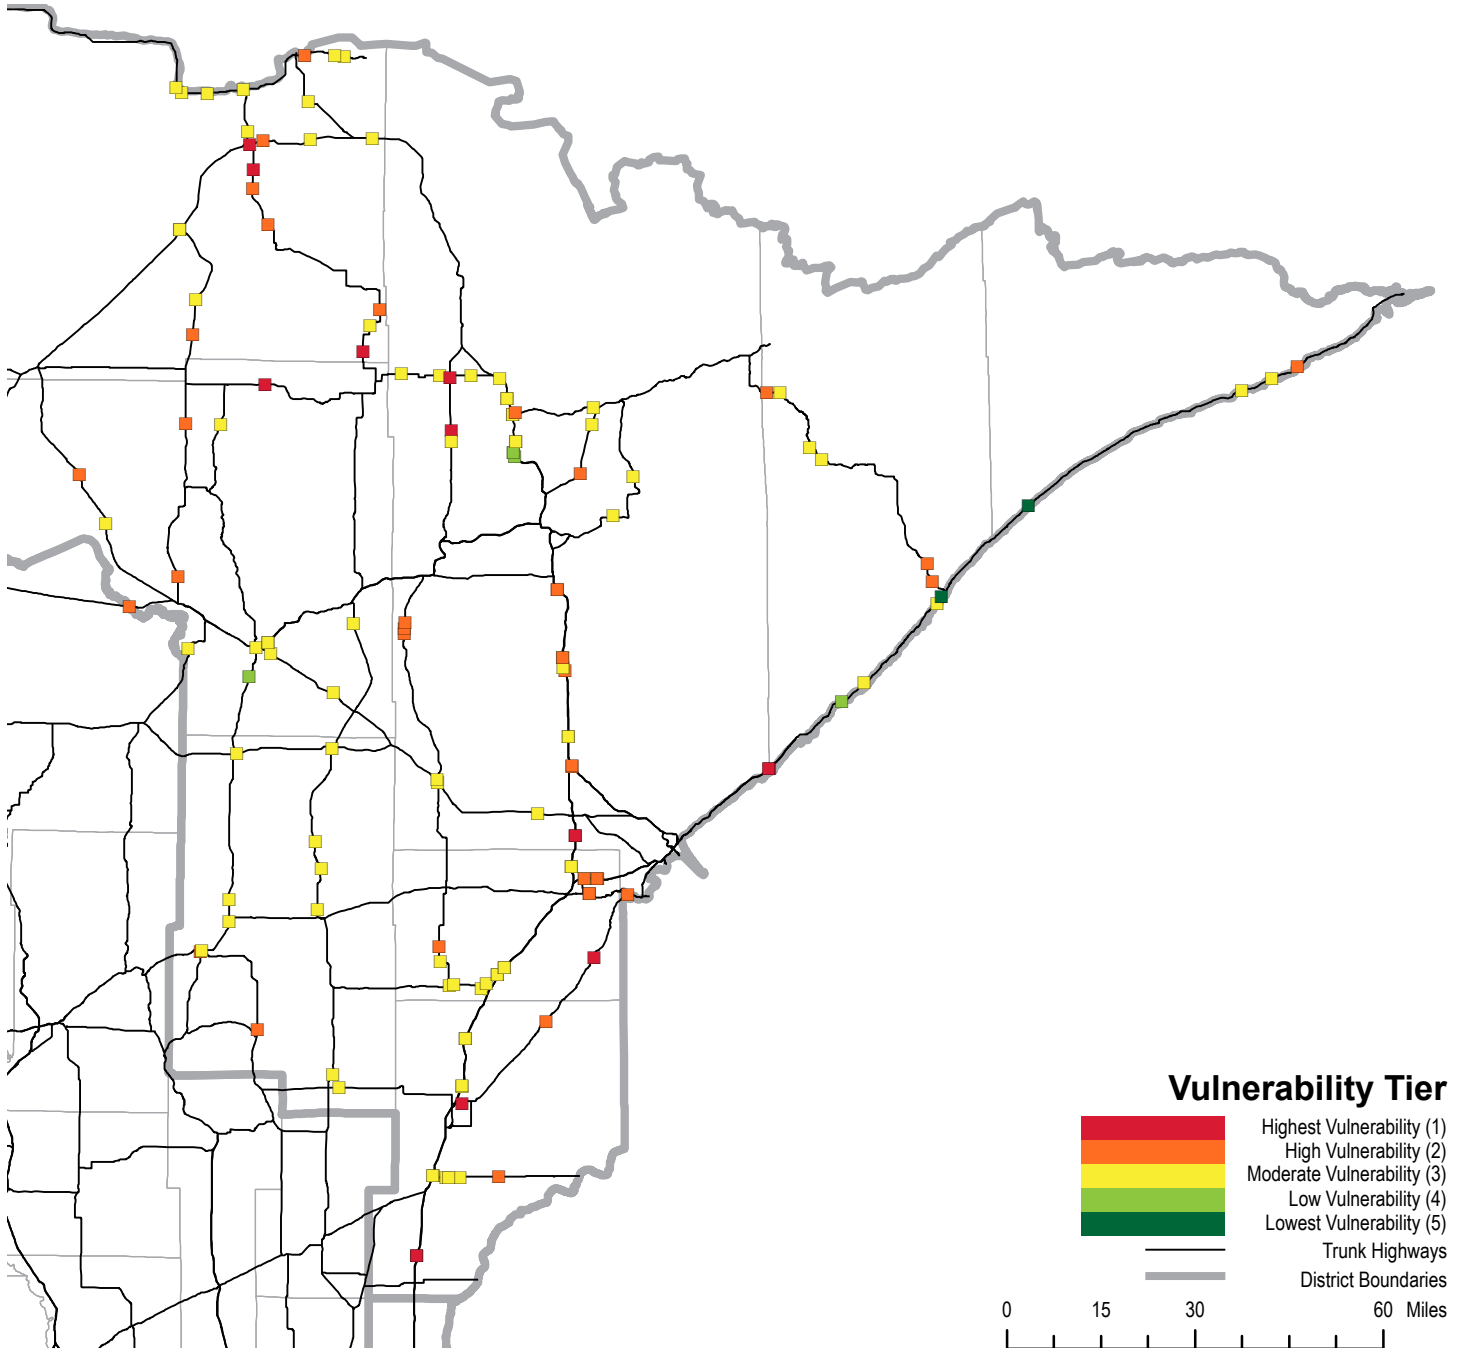 Vulnerability Tier
Highest Vulnerability (1)
High Vulnerability (2)
Moderate Vulnerability (3)
Low Vulnerability (4)
Lowest Vulnerability (5)
Trunk Highways
District Boundaries
0 15 30 60 Miles